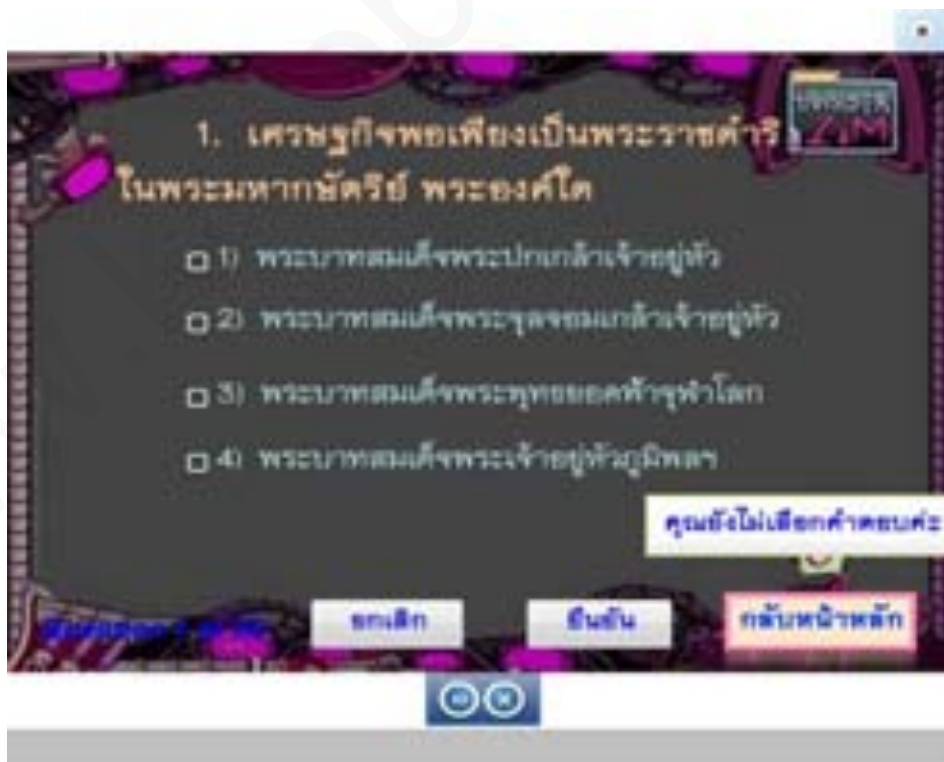 1. เศรษฐกิจพอเพียงเป็นพระราชดำริ
ในพระมหากษัตริย์ พระองค์ใด
1) พระบาทสมเด็จพระปกเกล้าเจ้าอยู่หัว
2) พระบาทสมเด็จพระจุลจอมเกล้าเจ้าอยู่หัว
3) พระบาทสมเด็จพระพุทธยอดฟ้าจุฬาโลก
4) พระบาทสมเด็จพระเจ้าอยู่หัวภูมิพลฯ
คุณยังไม่เลือกคำตอบค่ะ
ยกเลิก
ยืนยัน
กลับหน้าหลัก